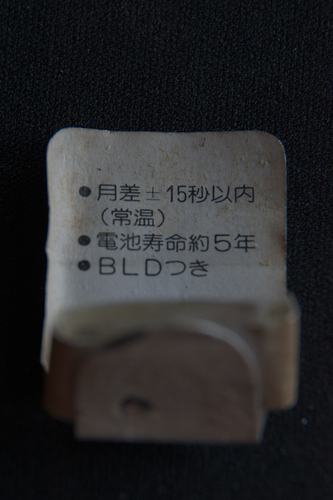 ●月差±15秒以内
（常温）
●電池寿命約5年
●BLDつき